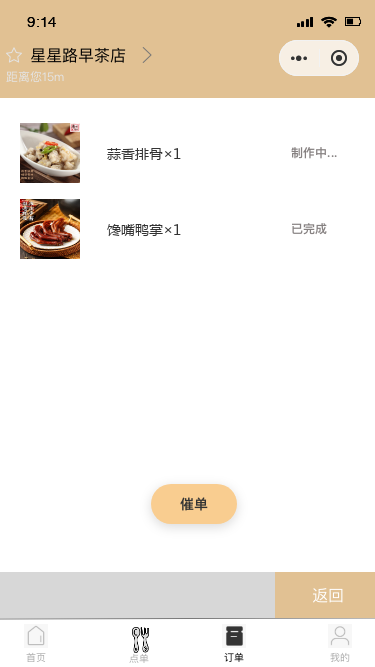 9:14
星星路早茶店
距离您15m
蒜香排骨×1
制作中...
馋嘴鸭掌×1
已完成
催单
返回
首页
点单
订单
我的